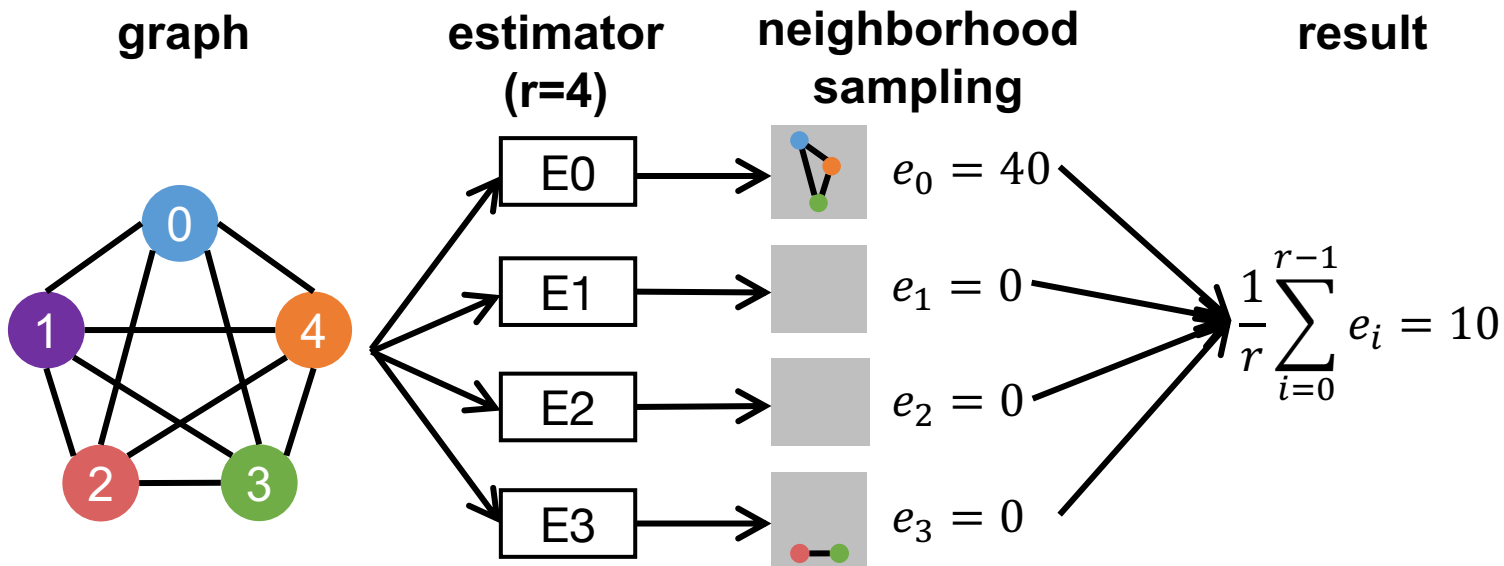 graph
estimator
(r=4)
neighborhood
sampling
result
0
1
4
2
3
E0
E1
E2
E3
e₀ = 40
e₁ = 0
e₂ = 0
e₃ = 0
1/r ∑_{i=0}^{r−1} eᵢ = 10